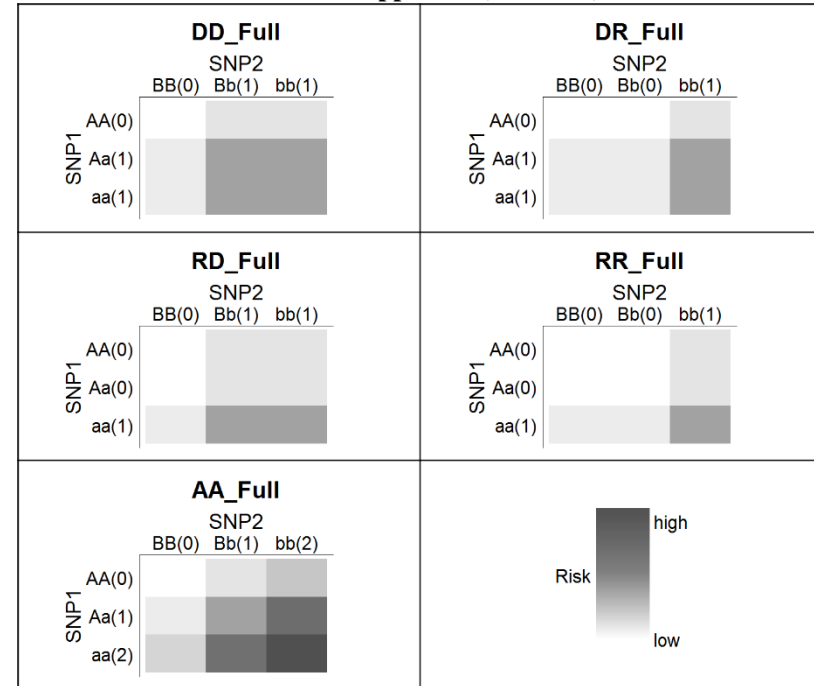 DD_Full
SNP2
BB(0) Bb(1) bb(1)
SNP1
AA(0)
Aa(1)
aa(1)
DR_Full
SNP2
BB(0) Bb(0) bb(1)
SNP1
AA(0)
Aa(1)
aa(1)
RD_Full
SNP2
BB(0) Bb(1) bb(1)
SNP1
AA(0)
Aa(0)
aa(1)
RR_Full
SNP2
BB(0) Bb(0) bb(1)
SNP1
AA(0)
Aa(0)
aa(1)
AA_Full
SNP2
BB(0) Bb(1) bb(2)
SNP1
AA(0)
Aa(1)
aa(2)
high
Risk
low